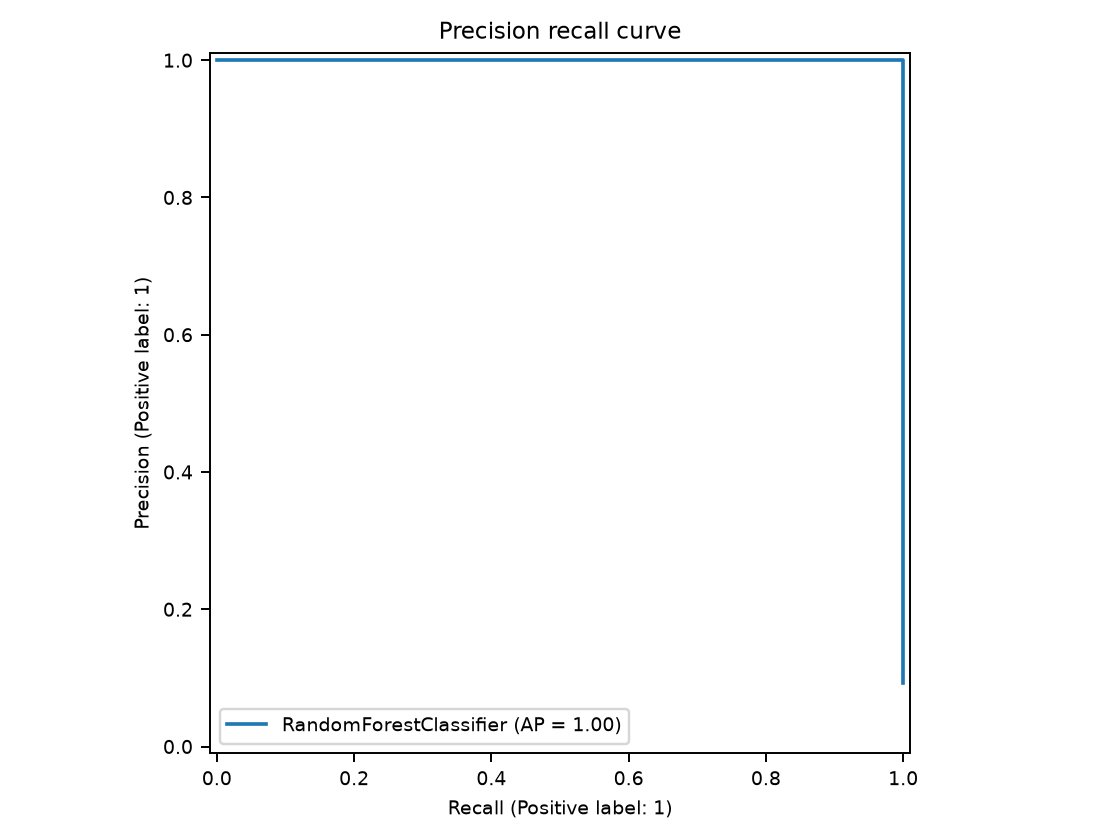 Precision recall curve
1.0
0.8
0.6
0.4
0.2
0.0
Precision (Positive label: 1)
RandomForestClassifier (AP = 1.00)
0.0 0.2 0.4 0.6 0.8 1.0
Recall (Positive label: 1)